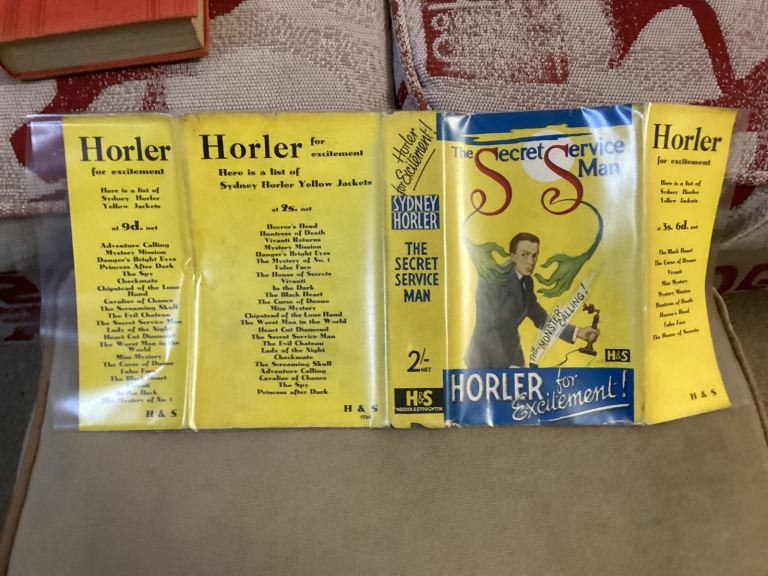 Horler
for excitement
Here is a list of
Sydney Horler
Yellow Jackets
at 9d. net
Adventure Calling
Mystery Mission
Danger's Bright Eyes
Princess After Dark
The Spy
Checkmate
Chipstead of the Lone
Hand
Cavalier of Chance
The Screaming Skull
The Evil Chateau
The Secret Service Man
Lady of the Night
Heart Cut Diamond
The Worst Man in the
World
Miss Mystery
The Curse of Doone
False Face
The Black Heart
Vivanti
In the Dark
The Mystery of No. 1
H & S
Horler for
excitement
Here is a list of
Sydney Horler Yellow Jackets
at 2s. net
Horror's Head
Huntress of Death
Vivanti Returns
Mystery Mission
Danger's Bright Eyes
The Mystery of No. 1
False Face
The House of Secrets
Vivanti
In the Dark
The Black Heart
The Curse of Doone
Miss Mystery
Chipstead of the Lone Hand
The Worst Man in the World
Heart Cut Diamond
The Secret Service Man
The Evil Chateau
Lady of the Night
Checkmate
The Screaming Skull
Adventure Calling
Cavalier of Chance
The Spy
Princess After Dark
H & S
Horler
for Excitement!
SYDNEY
HORLER
THE
SECRET
SERVICE
MAN
2/-
NET
H&S
HODDER & STOUGHTON
The Secret Service
Man
THE 'MONSTER' CALLING!
H&S
HORLER for
Excitement!
Horler
for excitement
Here is a list of
Sydney Horler
Yellow Jackets
at 3s. 6d. net
The Black Heart
The Curse of Doone
Vivanti
Miss Mystery
Mystery Mission
Huntress of Death
Horror's Head
False Face
The House of Secrets
H & S